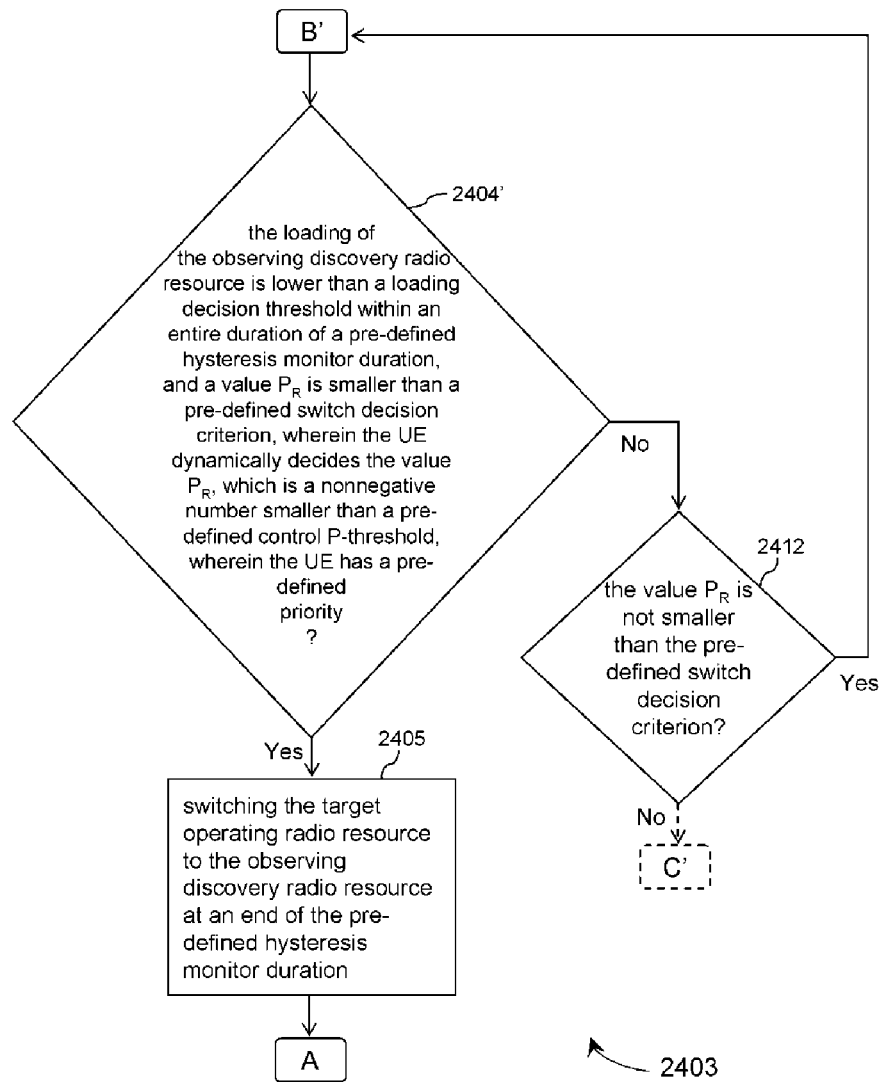 B'
2404'
the loading of
the observing discovery radio
resource is lower than a loading
decision threshold within an
entire duration of a pre-defined
hysteresis monitor duration,
and a value PR is smaller than a
pre-defined switch decision
criterion, wherein the UE
dynamically decides the value
PR, which is a nonnegative
number smaller than a pre-
defined control P-threshold,
wherein the UE has a pre-
defined
priority
?
No
2412
the value PR is
not smaller
than the pre-
defined switch
decision
criterion?
Yes
Yes
2405
switching the target
operating radio resource
to the observing
discovery radio resource
at an end of the pre-
defined hysteresis
monitor duration
No
C'
A
2403